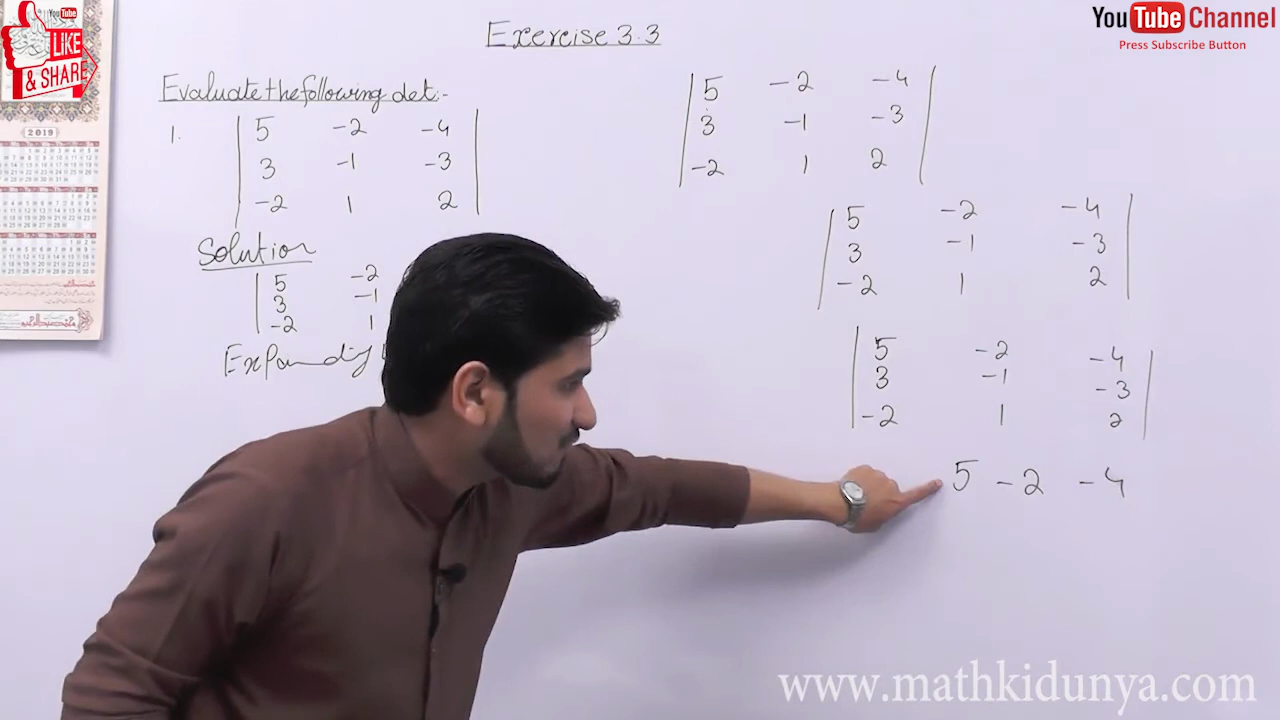 YouTube
LIKE
& SHARE
2019
YouTube Channel
Press Subscribe Button
Exercise 3.3
Evaluate the following det:-
1.
5 -2 -4
3 -1 -3
-2 1 2
Solution
5 -2
3 -1
-2 1
Expanding
5 -2 -4
3 -1 -3
-2 1 2
5 -2 -4
3 -1 -3
-2 1 2
5 -2 -4
3 -1 -3
-2 1 2
5 -2 -4
www.mathkidunya.com